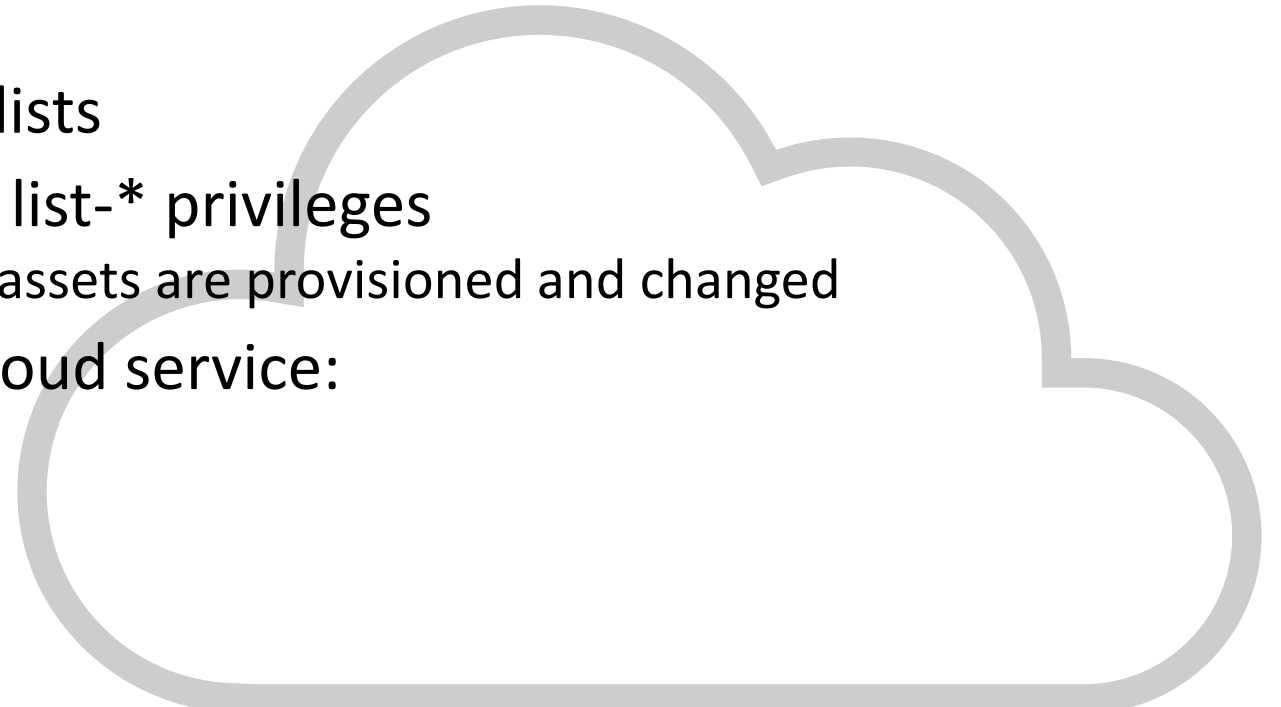 lists
list-* privileges
assets are provisioned and changed
oud service: